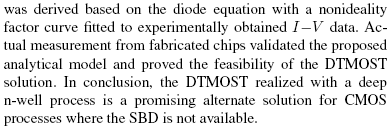 was derived based on the diode equation with a nonideality
factor curve fitted to experimentally obtained I–V data. Ac-
tual measurement from fabricated chips validated the proposed
analytical model and proved the feasibility of the DTMOST
solution. In conclusion, the DTMOST realized with a deep
n-well process is a promising alternate solution for CMOS
processes where the SBD is not available.